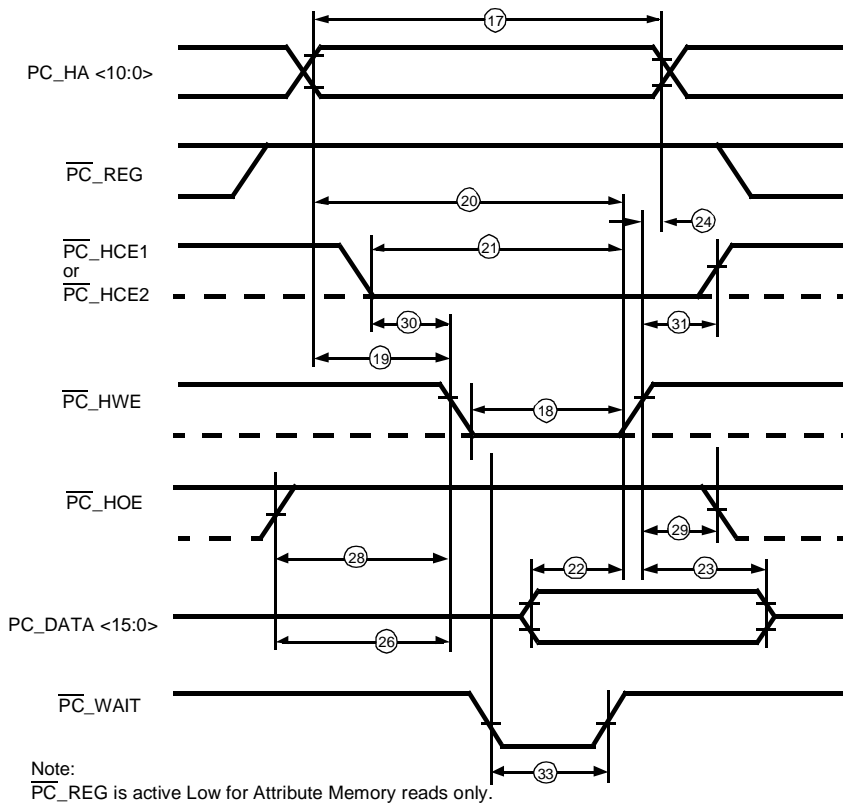 17
PC_HA <10:0>
PC_REG
20
24
PC_HCE1
or
PC_HCE2
21
30
31
19
PC_HWE
18
PC_HOE
29
28
22
23
PC_DATA <15:0>
26
PC_WAIT
33
Note:
PC_REG is active Low for Attribute Memory reads only.